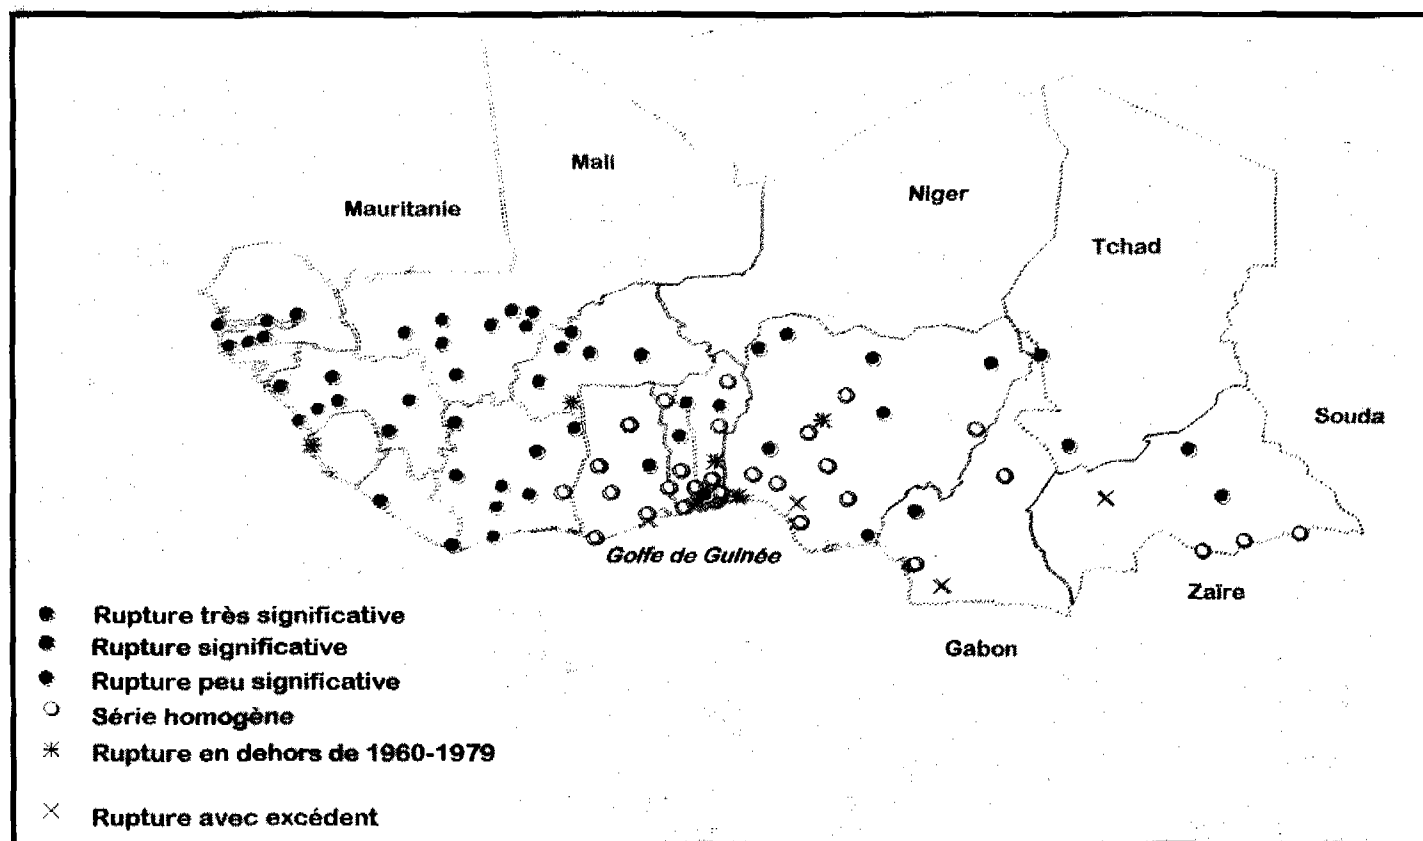 Mali
Niger
Mauritanie
Tchad
Souda
Golfe de Guinée
Zaïre
Gabon
Rupture très significative
Rupture significative
Rupture peu significative
Série homogène
Rupture en dehors de 1960-1979
Rupture avec excédent